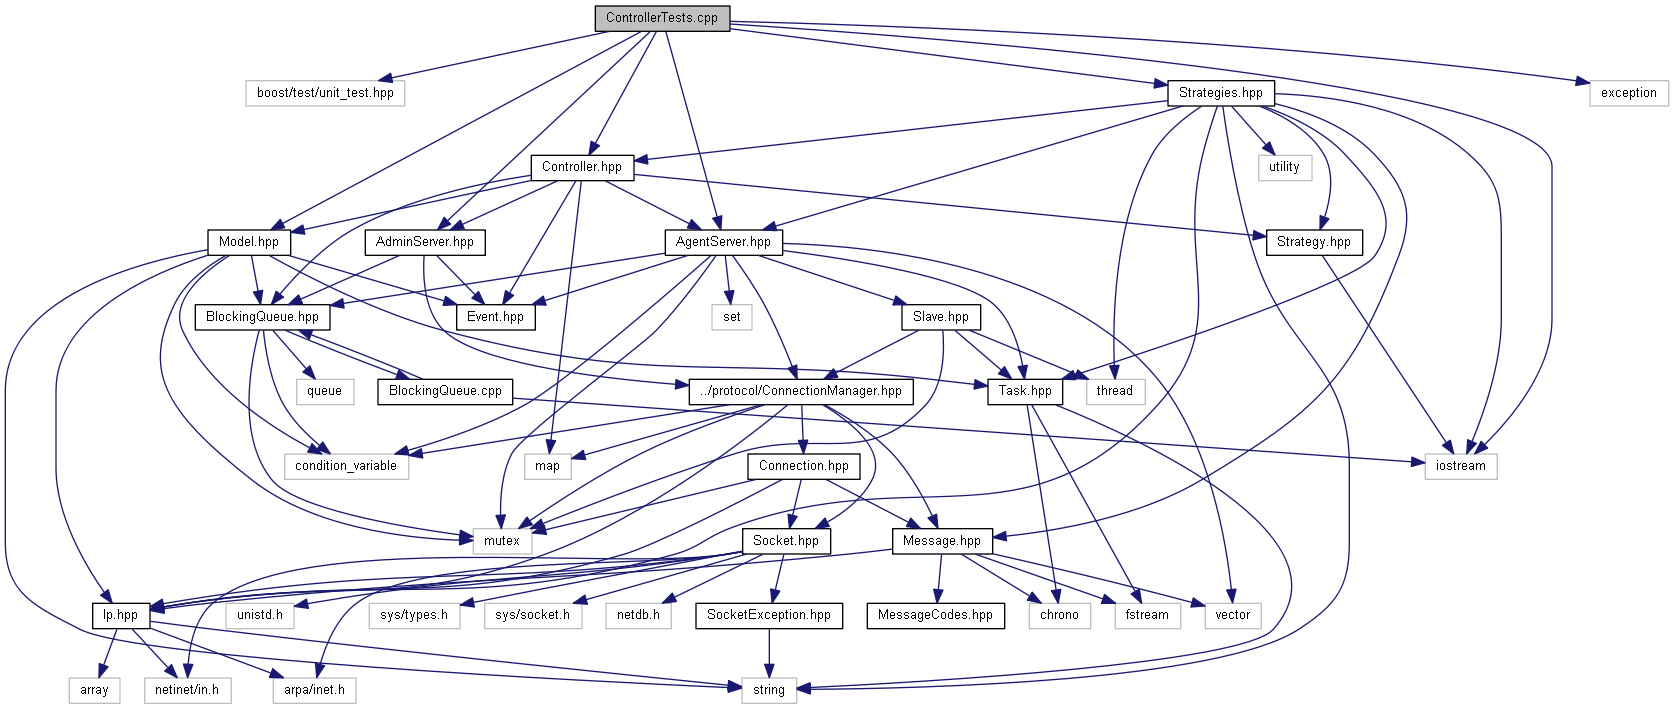 ControllerTests.cpp
boost/test/unit_test.hpp
Strategies.hpp
exception
Controller.hpp
utility
Model.hpp
AdminServer.hpp
AgentServer.hpp
Strategy.hpp
BlockingQueue.hpp
Event.hpp
set
Slave.hpp
queue
BlockingQueue.cpp
../protocol/ConnectionManager.hpp
Task.hpp
thread
condition_variable
map
Connection.hpp
iostream
mutex
Socket.hpp
Message.hpp
Ip.hpp
unistd.h
sys/types.h
sys/socket.h
netdb.h
SocketException.hpp
MessageCodes.hpp
chrono
fstream
vector
array
netinet/in.h
arpa/inet.h
string